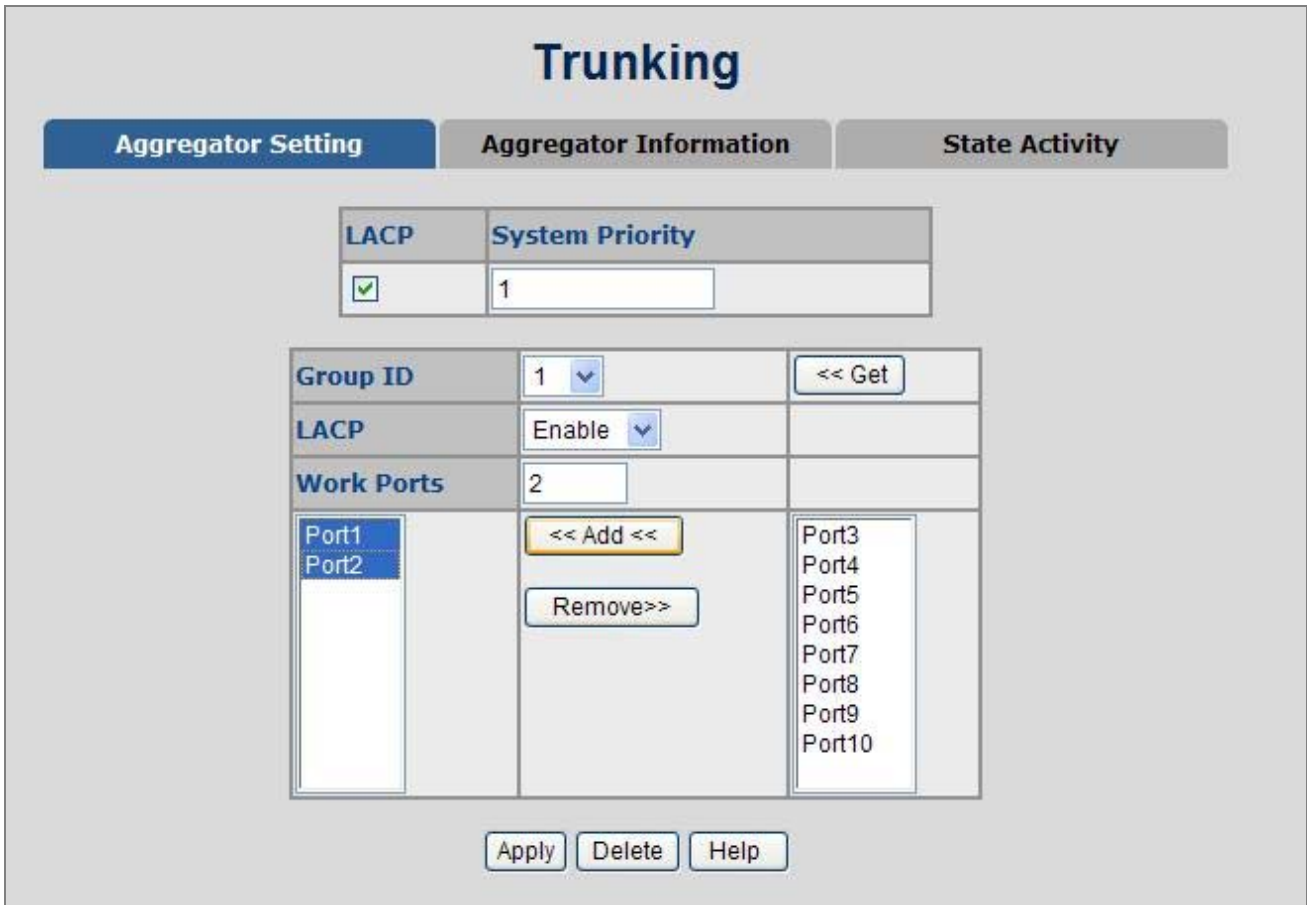 Trunking
Aggregator Setting Aggregator Information State Activity
LACP System Priority
1
Group ID 1 << Get
LACP Enable
Work Ports 2
Port1 << Add << Port3
Port2 Port4
Remove>> Port5
Port6
Port7
Port8
Port9
Port10
Apply Delete Help